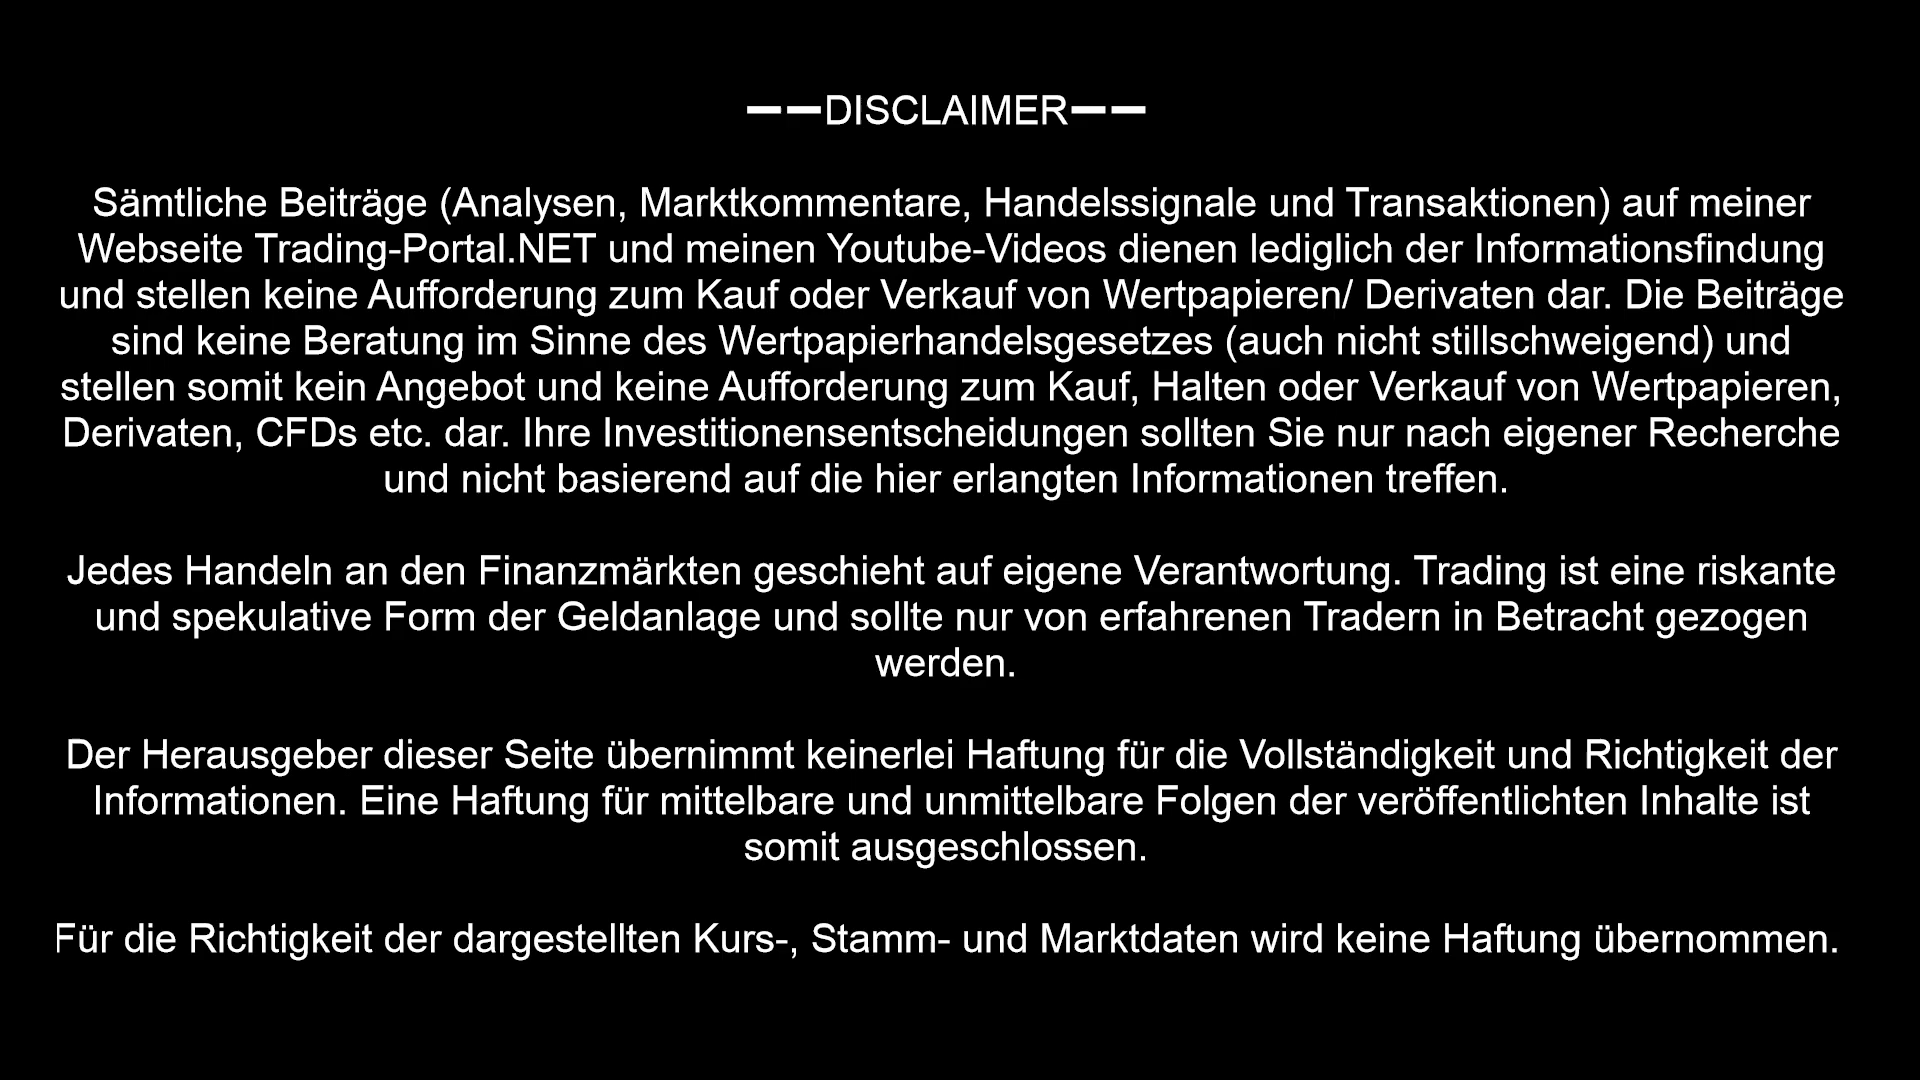 ——DISCLAIMER——
Sämtliche Beiträge (Analysen, Marktkommentare, Handelssignale und Transaktionen) auf meiner
Webseite Trading-Portal.NET und meinen Youtube-Videos dienen lediglich der Informationsfindung
und stellen keine Aufforderung zum Kauf oder Verkauf von Wertpapieren/ Derivaten dar. Die Beiträge
sind keine Beratung im Sinne des Wertpapierhandelsgesetzes (auch nicht stillschweigend) und
stellen somit kein Angebot und keine Aufforderung zum Kauf, Halten oder Verkauf von Wertpapieren,
Derivaten, CFDs etc. dar. Ihre Investitionensentscheidungen sollten Sie nur nach eigener Recherche
und nicht basierend auf die hier erlangten Informationen treffen.
Jedes Handeln an den Finanzmärkten geschieht auf eigene Verantwortung. Trading ist eine riskante
und spekulative Form der Geldanlage und sollte nur von erfahrenen Tradern in Betracht gezogen
werden.
Der Herausgeber dieser Seite übernimmt keinerlei Haftung für die Vollständigkeit und Richtigkeit der
Informationen. Eine Haftung für mittelbare und unmittelbare Folgen der veröffentlichten Inhalte ist
somit ausgeschlossen.
Für die Richtigkeit der dargestellten Kurs-, Stamm- und Marktdaten wird keine Haftung übernommen.